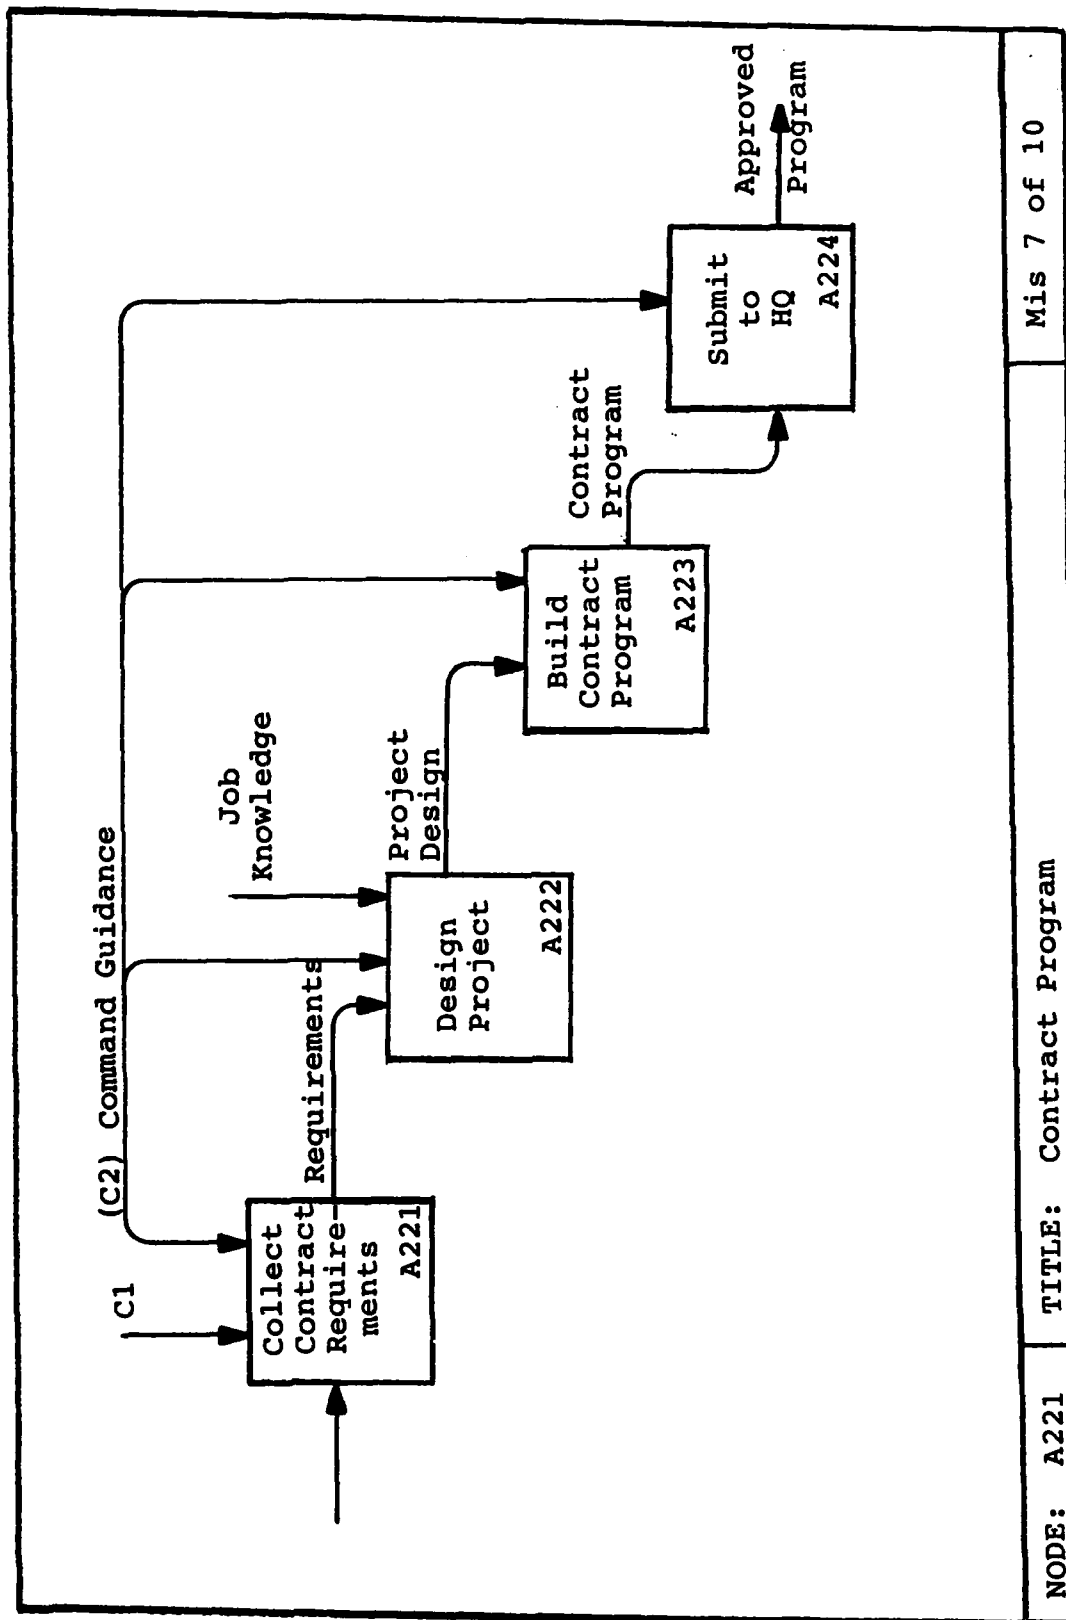 (C2) Command Guidance
C1
Collect
Contract
Require-
ments
A221
Requirements
Job
Knowledge
Design
Project
A222
Project
Design
Build
Contract
Program
A223
Contract
Program
Submit
to
HQ
A224
Approved
Program
NODE: A221
TITLE: Contract Program
Mis 7 of 10